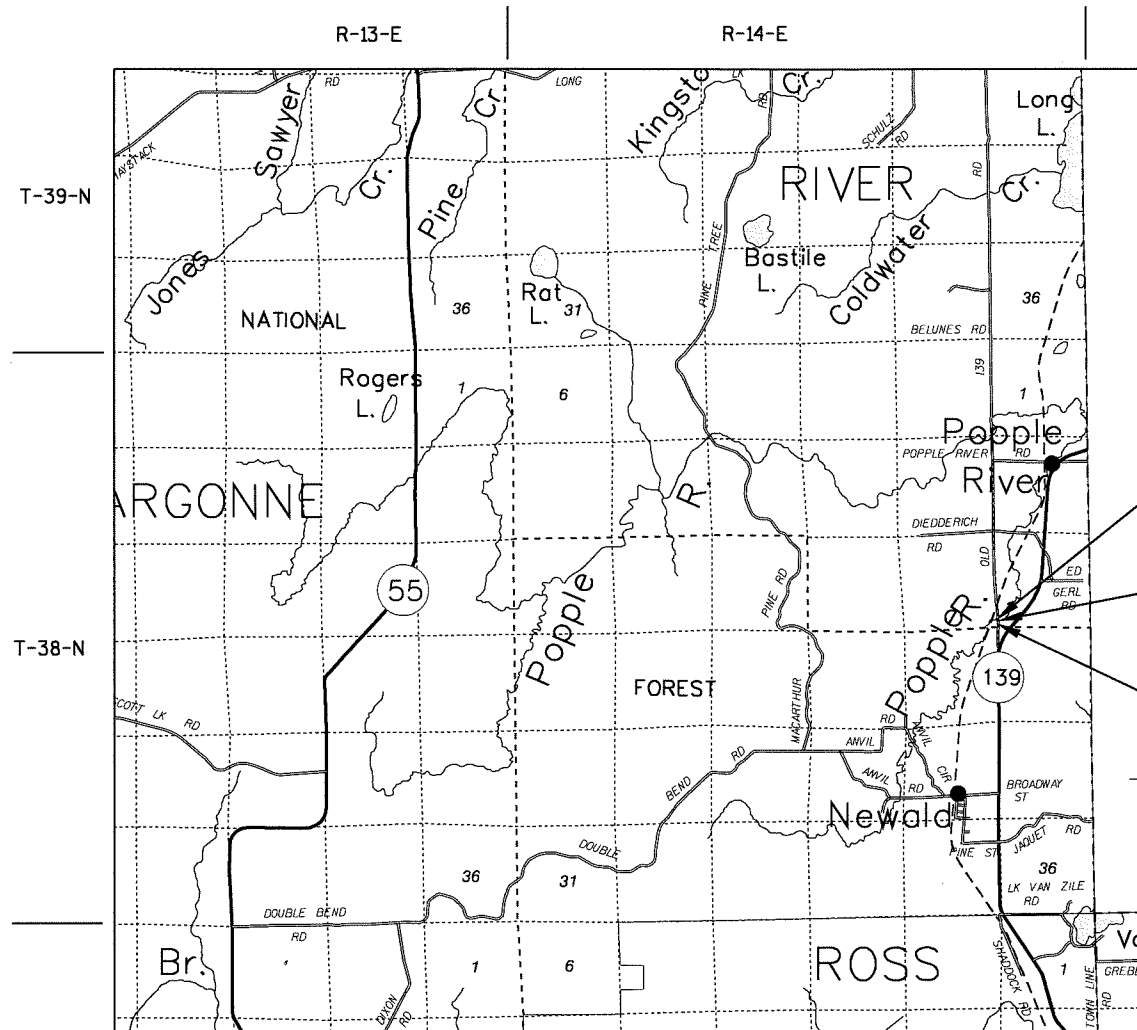 R-13-E
R-14-E
T-39-N
T-38-N
RD
LONG
Sawyer
Cr.
Pine
Cr.
Kingsto
LK
RD
Cr.
SCHULZ
RD
Long
L.
RIVER
RD
Cr.
Coldwater
Jones
PINE
TREE
Bastile
L.
Rat
L.
NATIONAL
36
31
36
BELUNES RD
139
Rogers
L.
1
6
1
Popple
POPPLE RIVER RD
River
ARGONNE
R.
DIEDDERICH
RD
OLD
ED
GERL
RD
55
PINE RD
Popple
Popple
R.
139
FOREST
MACARTHUR
SCOTT LK RD
BEND
RD
ANVIL
RD
ANVIL
CIR
ANVIL
RD
BROADWAY
ST
Newald
DOUBLE
PINE ST
JAQUET
RD
36
31
36
LK VAN ZILE
RD
DOUBLE BEND
RD
Br.
1
6
ROSS
DIXON
RD
SHADDOCK
RD
1
TOWN LINE
RD